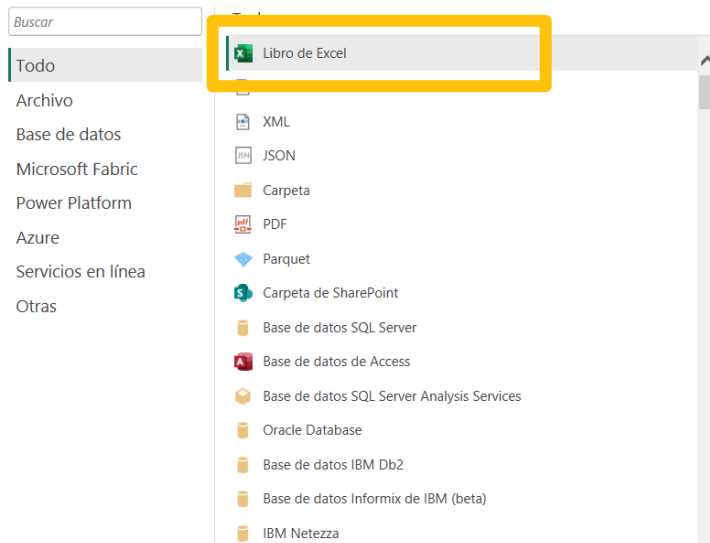 Buscar
Todo
Archivo
Base de datos
Microsoft Fabric
Power Platform
Azure
Servicios en línea
Otras
Libro de Excel
XML
JSON
Carpeta
PDF
Parquet
Carpeta de SharePoint
Base de datos SQL Server
Base de datos de Access
Base de datos SQL Server Analysis Services
Oracle Database
Base de datos IBM Db2
Base de datos Informix de IBM (beta)
IBM Netezza